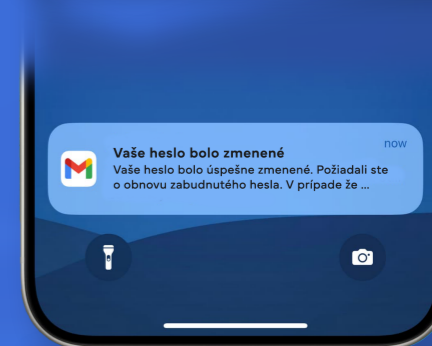 now
Vaše heslo bolo zmenené
Vaše heslo bolo úspešne zmenené. Požiadali ste
o obnovu zabudnutého hesla. V prípade že ...